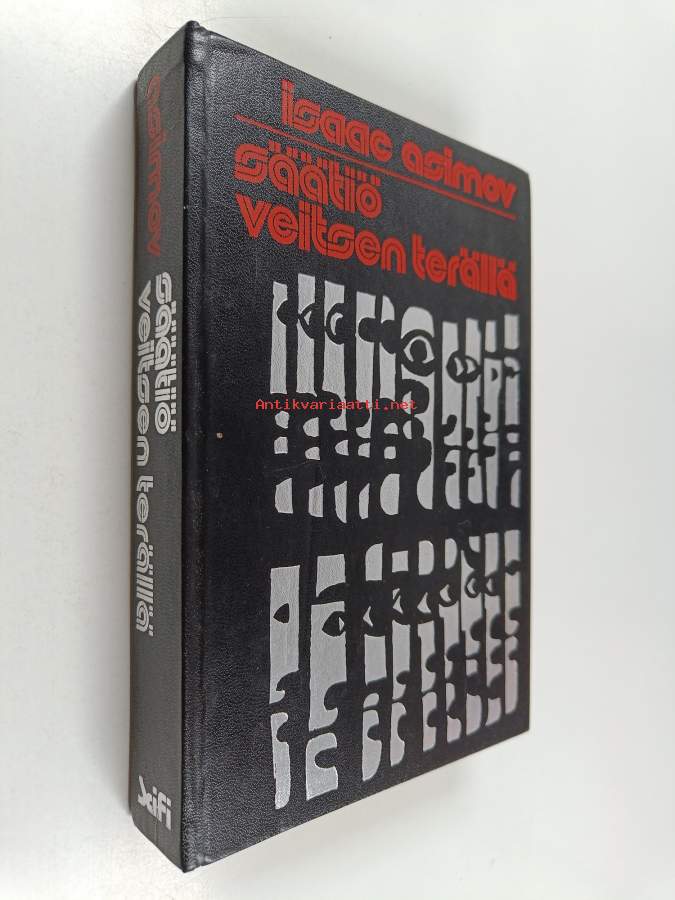 isaac asimov
säätiö
veitsen terällä
Antikvariaatti.net
asimov
säätiö
veitsen terällä
Scifi